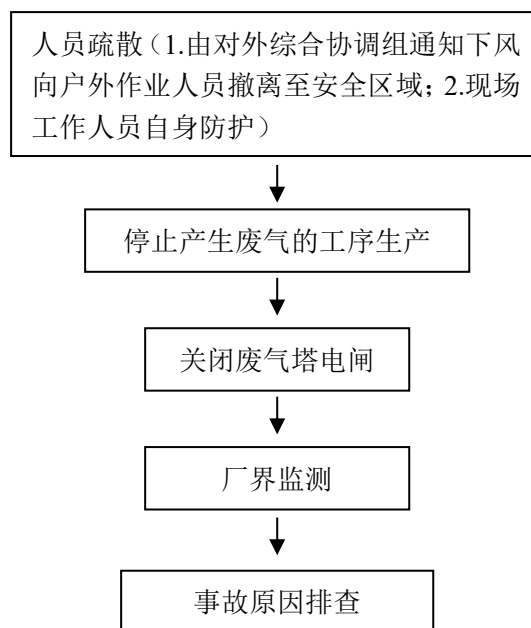 人员疏散（1.由对外综合协调组通知下风
向户外作业人员撤离至安全区域；2.现场
工作人员自身防护）
停止产生废气的工序生产
关闭废气塔电闸
厂界监测
事故原因排查